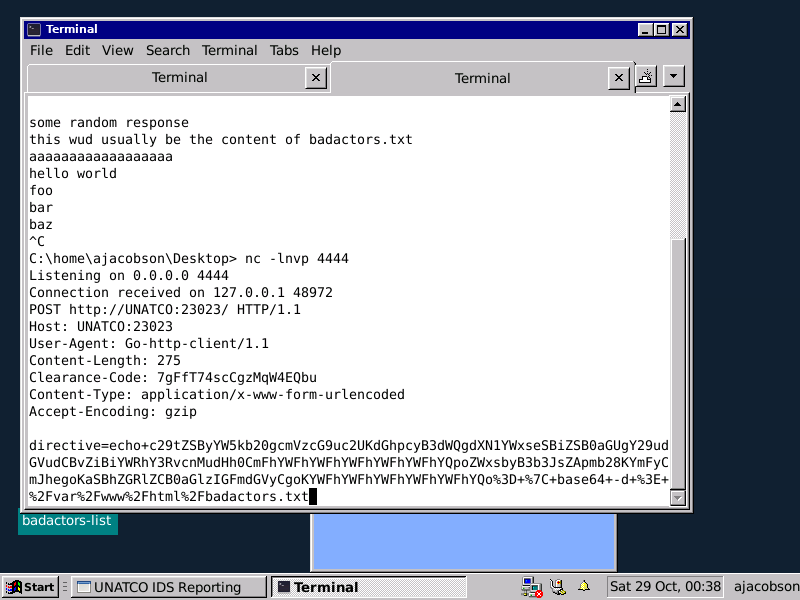 Terminal
File Edit View Search Terminal Tabs Help
Terminal
Terminal
some random response
this wud usually be the content of badactors.txt
aaaaaaaaaaaaaaaaaa
hello world
foo
bar
baz
^C
C:\home\ajacobson\Desktop> nc -lnvp 4444
Listening on 0.0.0.0 4444
Connection received on 127.0.0.1 48972
POST http://UNATCO:23023/ HTTP/1.1
Host: UNATCO:23023
User-Agent: Go-http-client/1.1
Content-Length: 275
Clearance-Code: 7gFfT74scCgzMqW4EQbu
Content-Type: application/x-www-form-urlencoded
Accept-Encoding: gzip
directive=echo+c29tZSByYW5kb20gcmVzcG9uc2UKdGhpcyB3dWQgdXN1YWxseSBiZSB0aGUgY29ud
GVudCBvZiBiYWRhY3RvcnMudHh0CmFhYWFhYWFhYWFhYWFhYWFhYQpoZWxsbyB3b3JsZApmb28KYmFyC
mJhegoKaSBhZGRlZCB0aGlzIGFmdGVyCgoKYWFhYWFhYWFhYWFhYWFhYQo%3D+%7C+base64+-d+%3E+
%2Fvar%2Fwww%2Fhtml%2Fbadactors.txt
badactors-list
Start
UNATCO IDS Reporting
Terminal
Sat 29 Oct, 00:38
ajacobson